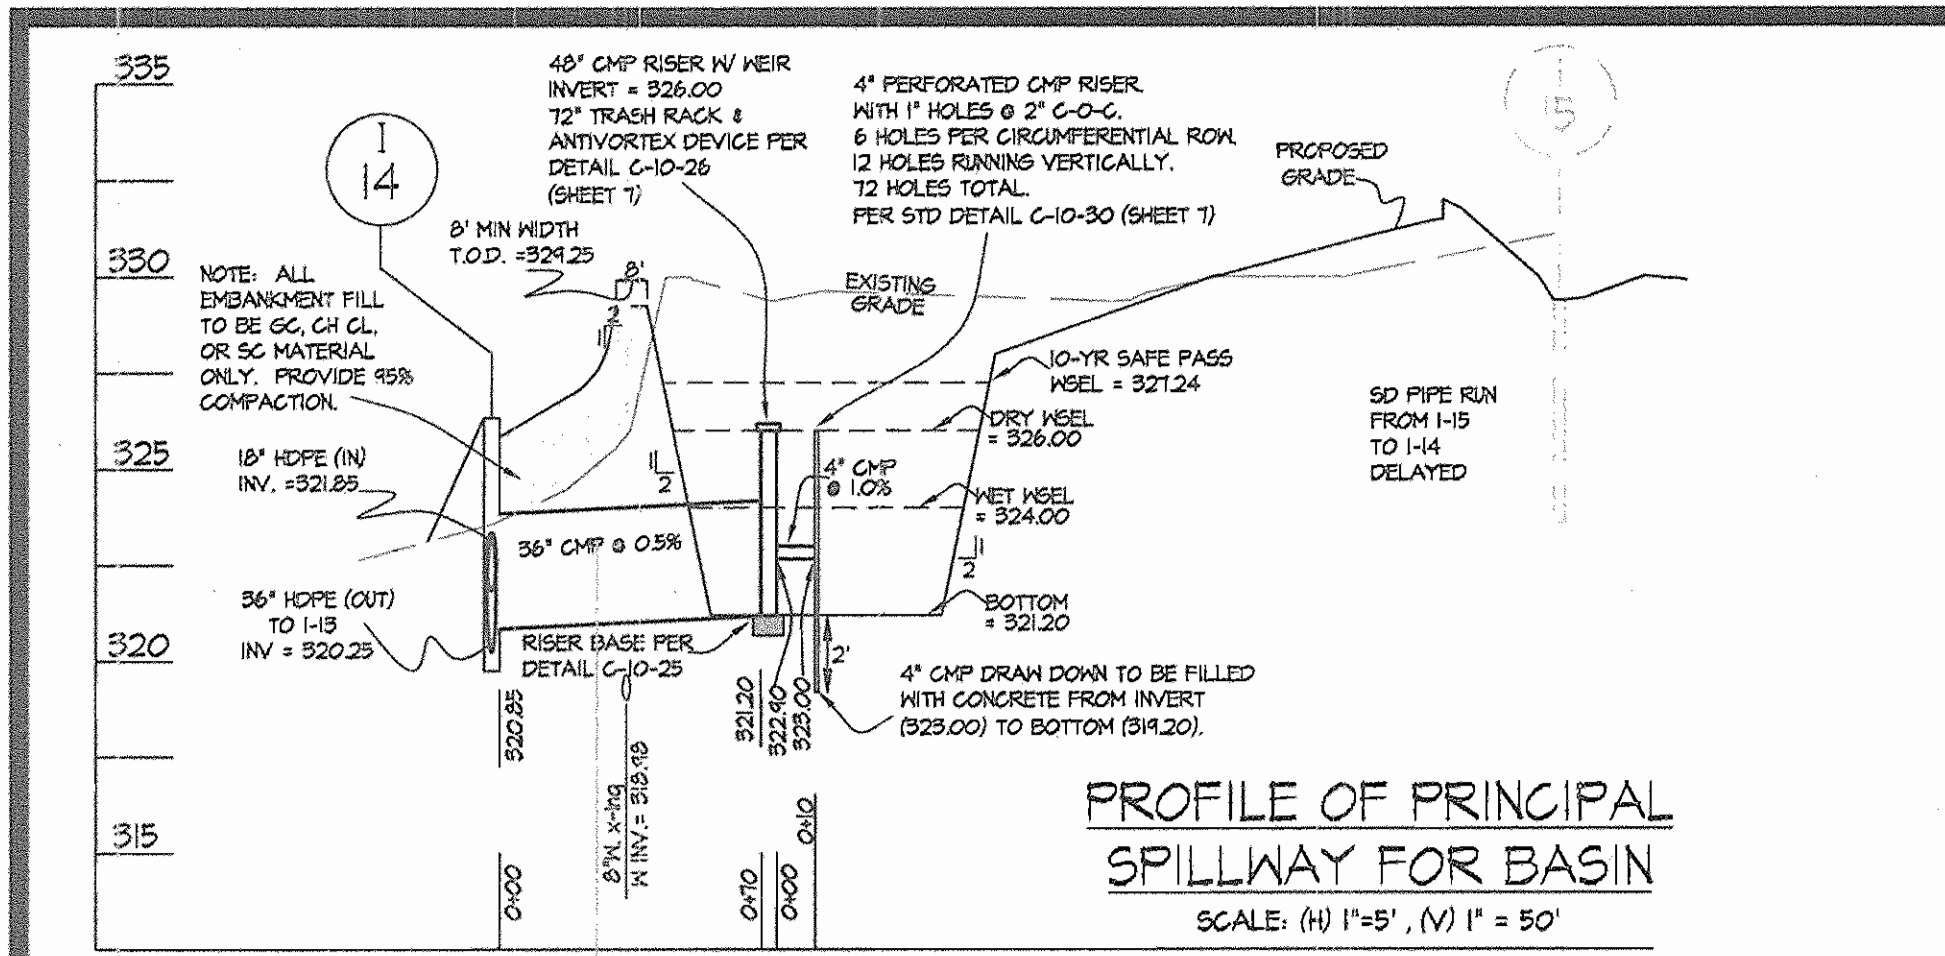 335
330
325
320
315
I
14
15
48" CMP RISER W/ WEIR
INVERT = 326.00
72" TRASH RACK &
ANTIVORTEX DEVICE PER
DETAIL C-10-26
(SHEET 7)
4" PERFORATED CMP RISER
WITH 1" HOLES @ 2" C-O-C.
6 HOLES PER CIRCUMFERENTIAL ROW.
12 HOLES RUNNING VERTICALLY.
72 HOLES TOTAL.
PER STD DETAIL C-10-30 (SHEET 7)
PROPOSED
GRADE
8' MIN WIDTH
T.O.D. =329.25
8'
2
1
NOTE: ALL
EMBANKMENT FILL
TO BE GC, CH CL,
OR SC MATERIAL
ONLY. PROVIDE 95%
COMPACTION.
EXISTING
GRADE
10-YR SAFE PASS
WSEL = 327.24
DRY WSEL
= 326.00
SD PIPE RUN
FROM I-15
TO I-14
DELAYED
18" HDPE (IN)
INV. =321.85
1
2
4" CMP
@ 1.0%
WET WSEL
= 324.00
36" CMP @ 0.5%
1
2
36" HDPE (OUT)
TO I-13
INV = 320.25
BOTTOM
= 321.20
RISER BASE PER
DETAIL C-10-25
2'
4" CMP DRAW DOWN TO BE FILLED
WITH CONCRETE FROM INVERT
(323.00) TO BOTTOM (319.20).
320.85
8"W. x-ing
W INV.= 318.98
321.20
322.90
323.00
0+00
0+70
0+00
0+10
PROFILE OF PRINCIPAL
SPILLWAY FOR BASIN
SCALE: (H) 1"=5' , (V) 1" = 50'